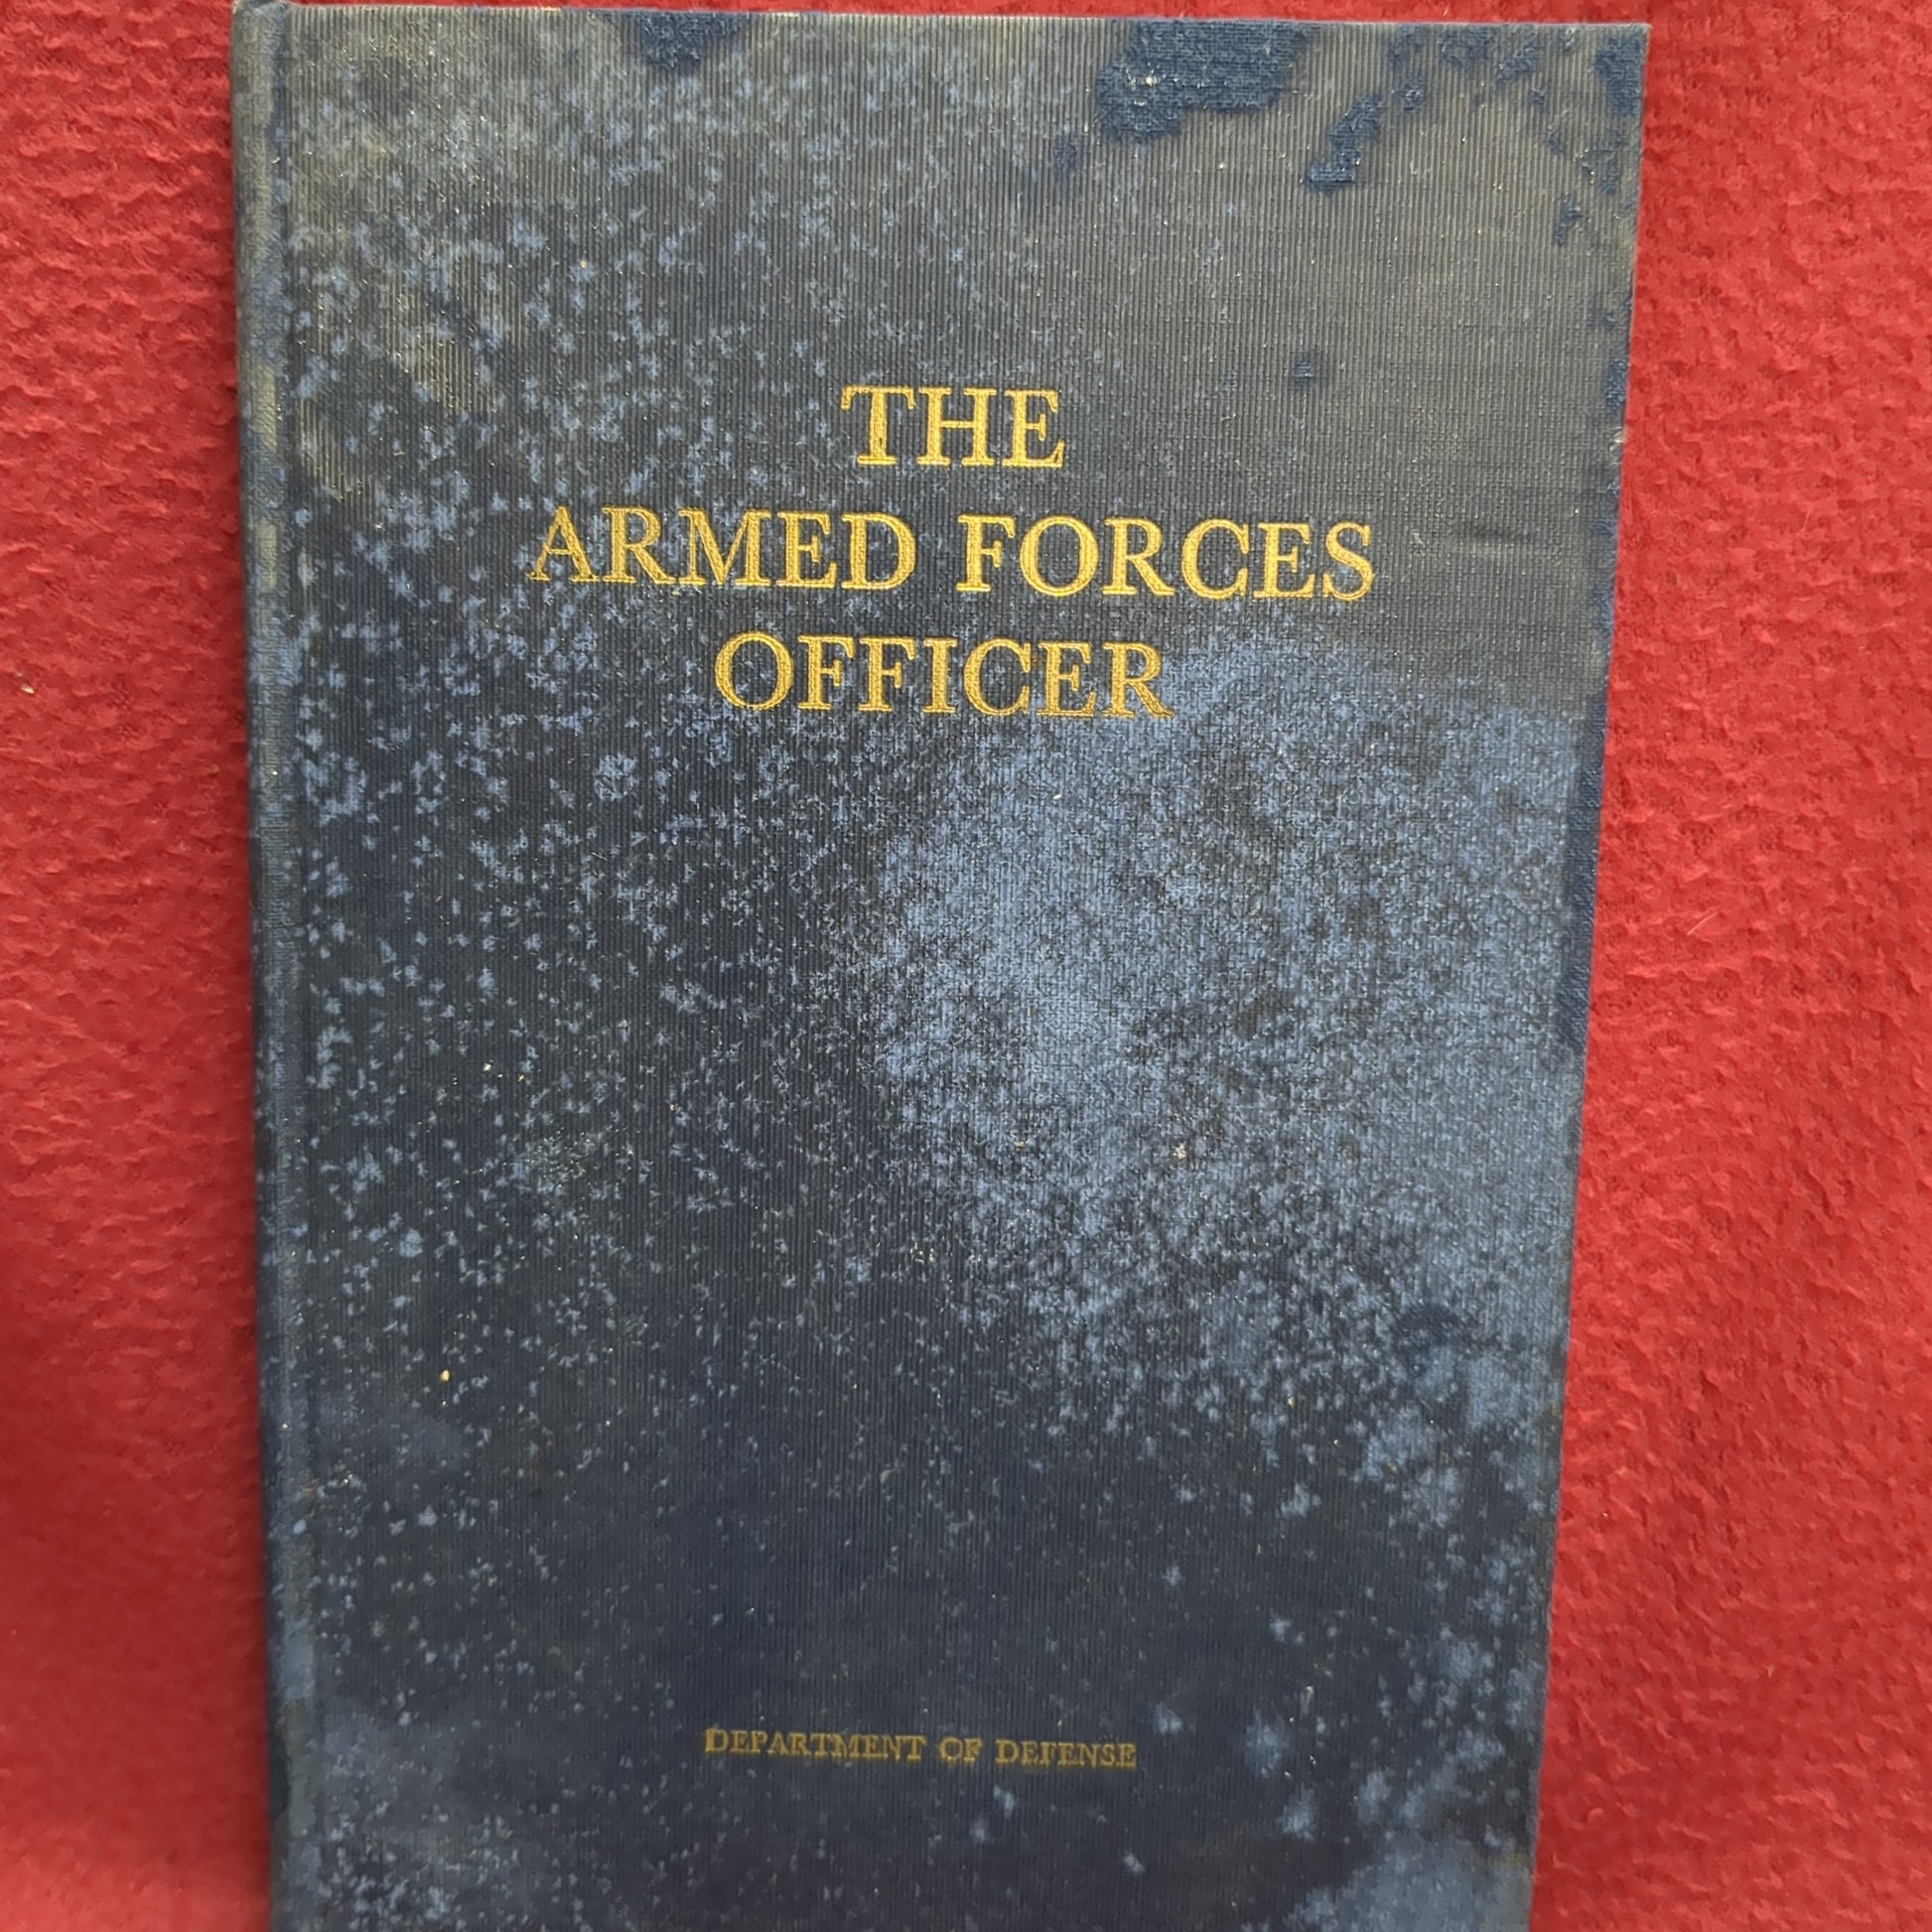 THE
ARMED FORCES
OFFICER
DEPARTMENT OF DEFENSE